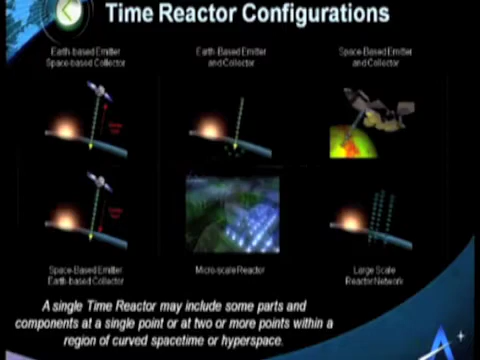 Time Reactor Configurations
Earth-based Emitter
Space-based Collector
Earth-Based Emitter
and Collector
Space-Based Emitter
and Collector
Space-Based Emitter
Earth-based Collector
Micro-scale Reactor
Large Scale
Reactor Network
A single Time Reactor may include some parts and
components at a single point or at two or more points within a
region of curved spacetime or hyperspace.